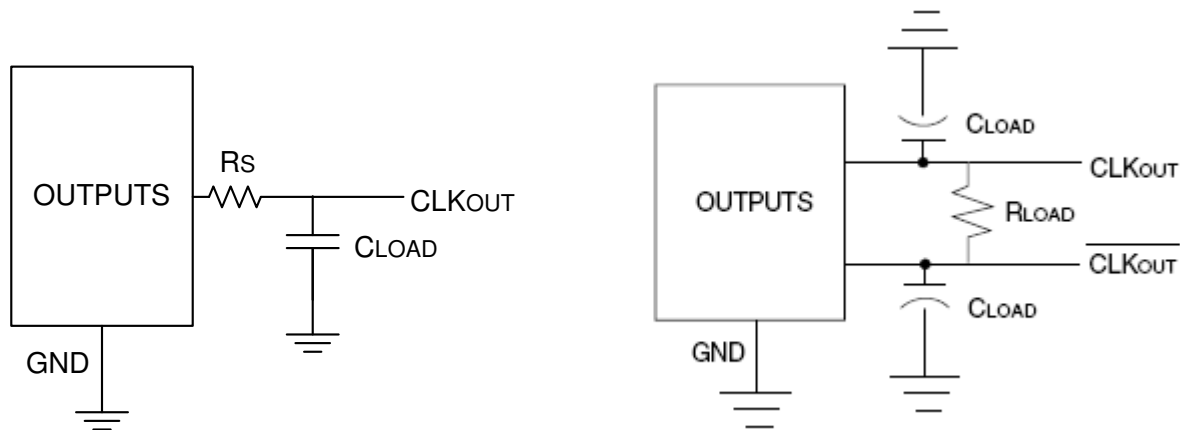 OUTPUTS
RS
CLKOUT
CLOAD
GND
CLOAD
CLKOUT
OUTPUTS
RLOAD
CLKOUT
CLOAD
GND